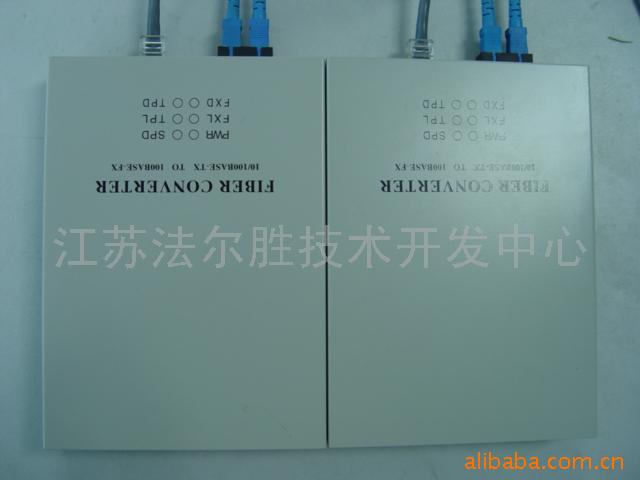 FIBER CONVERTER
10/100BASE-TX TO 100BASE-FX
PWR ○ ○ SPD
FXL ○ ○ TPL
FXD ○ ○ TPD
FIBER CONVERTER
10/100BASE-TX TO 100BASE-FX
PWR ○ ○ SPD
FXL ○ ○ TPL
FXD ○ ○ TPD
江苏法尔胜技术开发中心
alibaba.com.cn